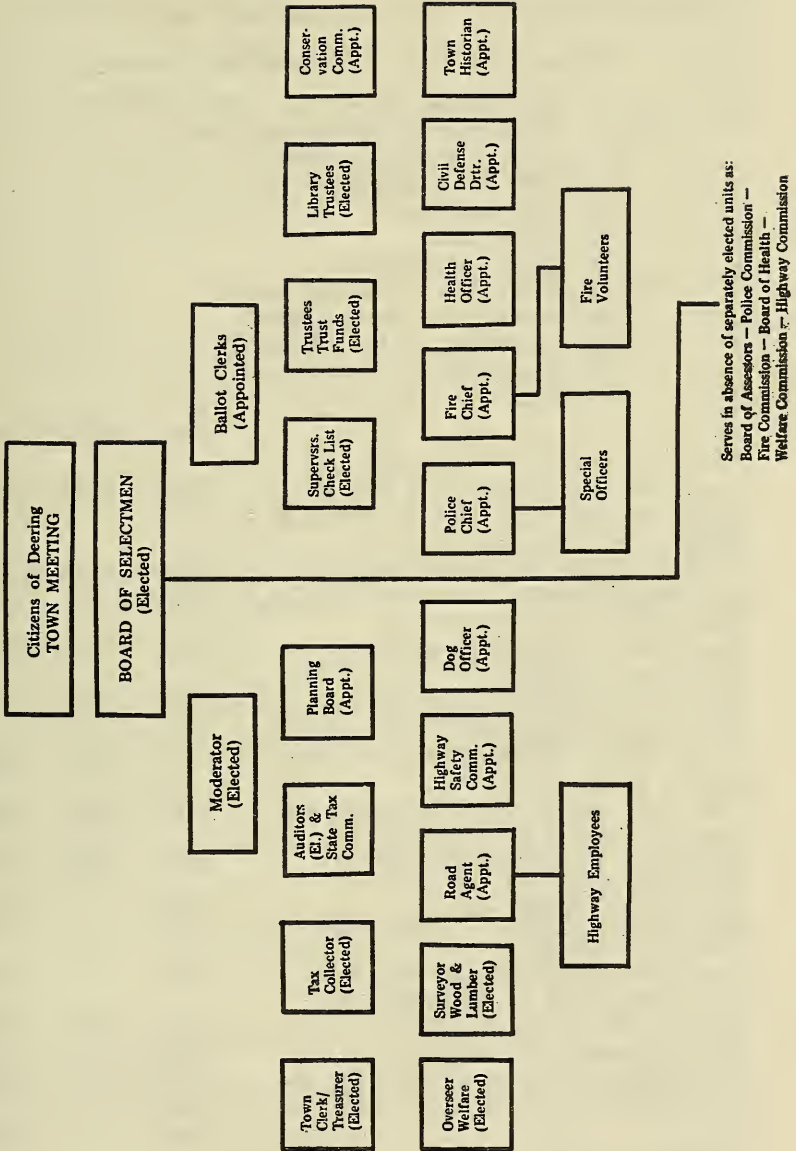 Citizens of Deering
TOWN MEETING
BOARD OF SELECTMEN
(Elected)
Moderator
(Elected)
Ballot Clerks
(Appointed)
Town
Clerk/
Treasurer
(Elected)
Tax
Collector
(Elected)
Auditors
(El.) &
State Tax
Comm.
Planning
Board
(Appt.)
Supervsrs.
Check List
(Elected)
Trustees
Trust
Funds
(Elected)
Library
Trustees
(Elected)
Conser-
vation
Comm.
(Appt.)
Overseer
Welfare
(Elected)
Surveyor
Wood &
Lumber
(Elected)
Road
Agent
(Appt.)
Highway
Safety
Comm.
(Appt.)
Dog
Officer
(Appt.)
Police
Chief
(Appt.)
Fire
Chief
(Appt.)
Health
Officer
(Appt.)
Civil
Defense
Drtr.
(Appt.)
Town
Historian
(Appt.)
Highway Employees
Special
Officers
Fire
Volunteers
Serves in absence of separately elected units as:
Board of Assessors — Police Commission —
Fire Commission — Board of Health —
Welfare Commission — Highway Commission